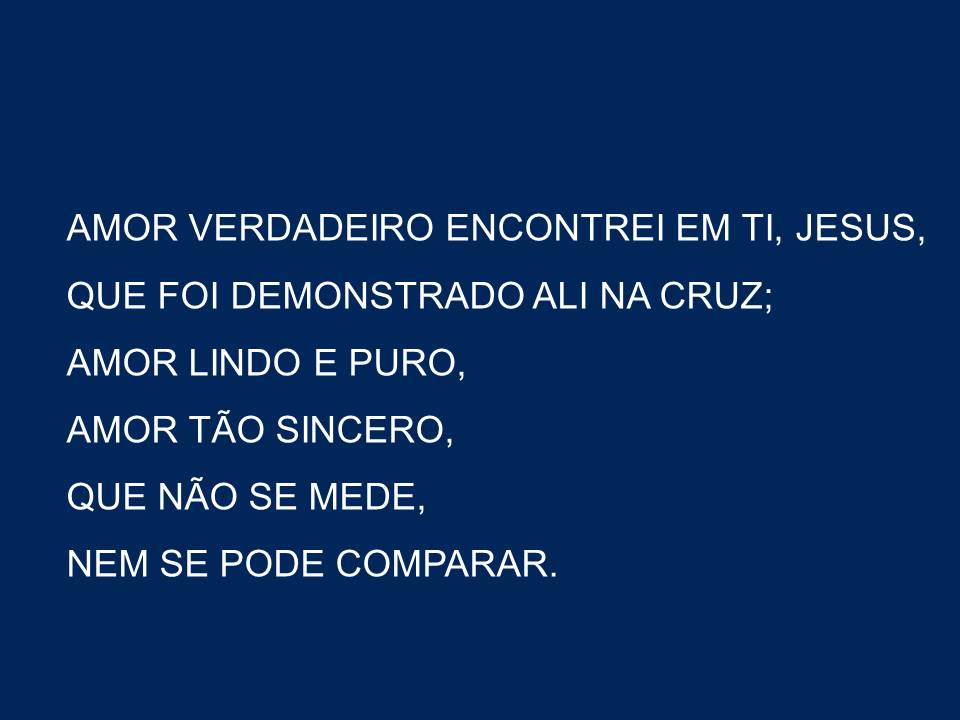 AMOR VERDADEIRO ENCONTREI EM TI, JESUS,
QUE FOI DEMONSTRADO ALI NA CRUZ;
AMOR LINDO E PURO,
AMOR TÃO SINCERO,
QUE NÃO SE MEDE,
NEM SE PODE COMPARAR.